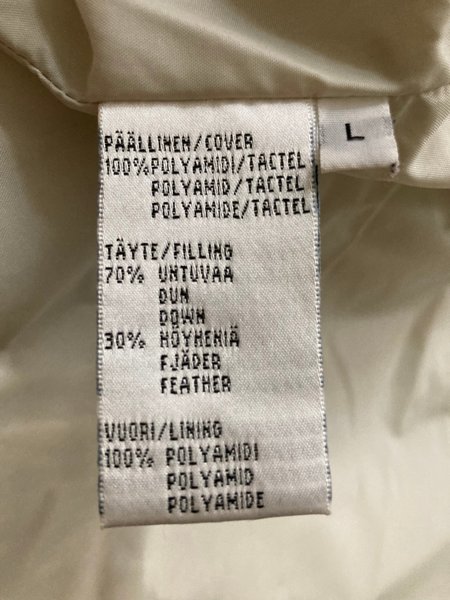 L
PÄÄLLINEN/COVER
100%POLYAMIDI/TACTEL
POLYAMID/TACTEL
POLYAMIDE/TACTEL
TÄYTE/FILLING
70% UNTUVAA
DUN
DOWN
30% HÖYHENIÄ
FJÄDER
FEATHER
VUORI/LINING
100% POLYAMIDI
POLYAMID
POLYAMIDE